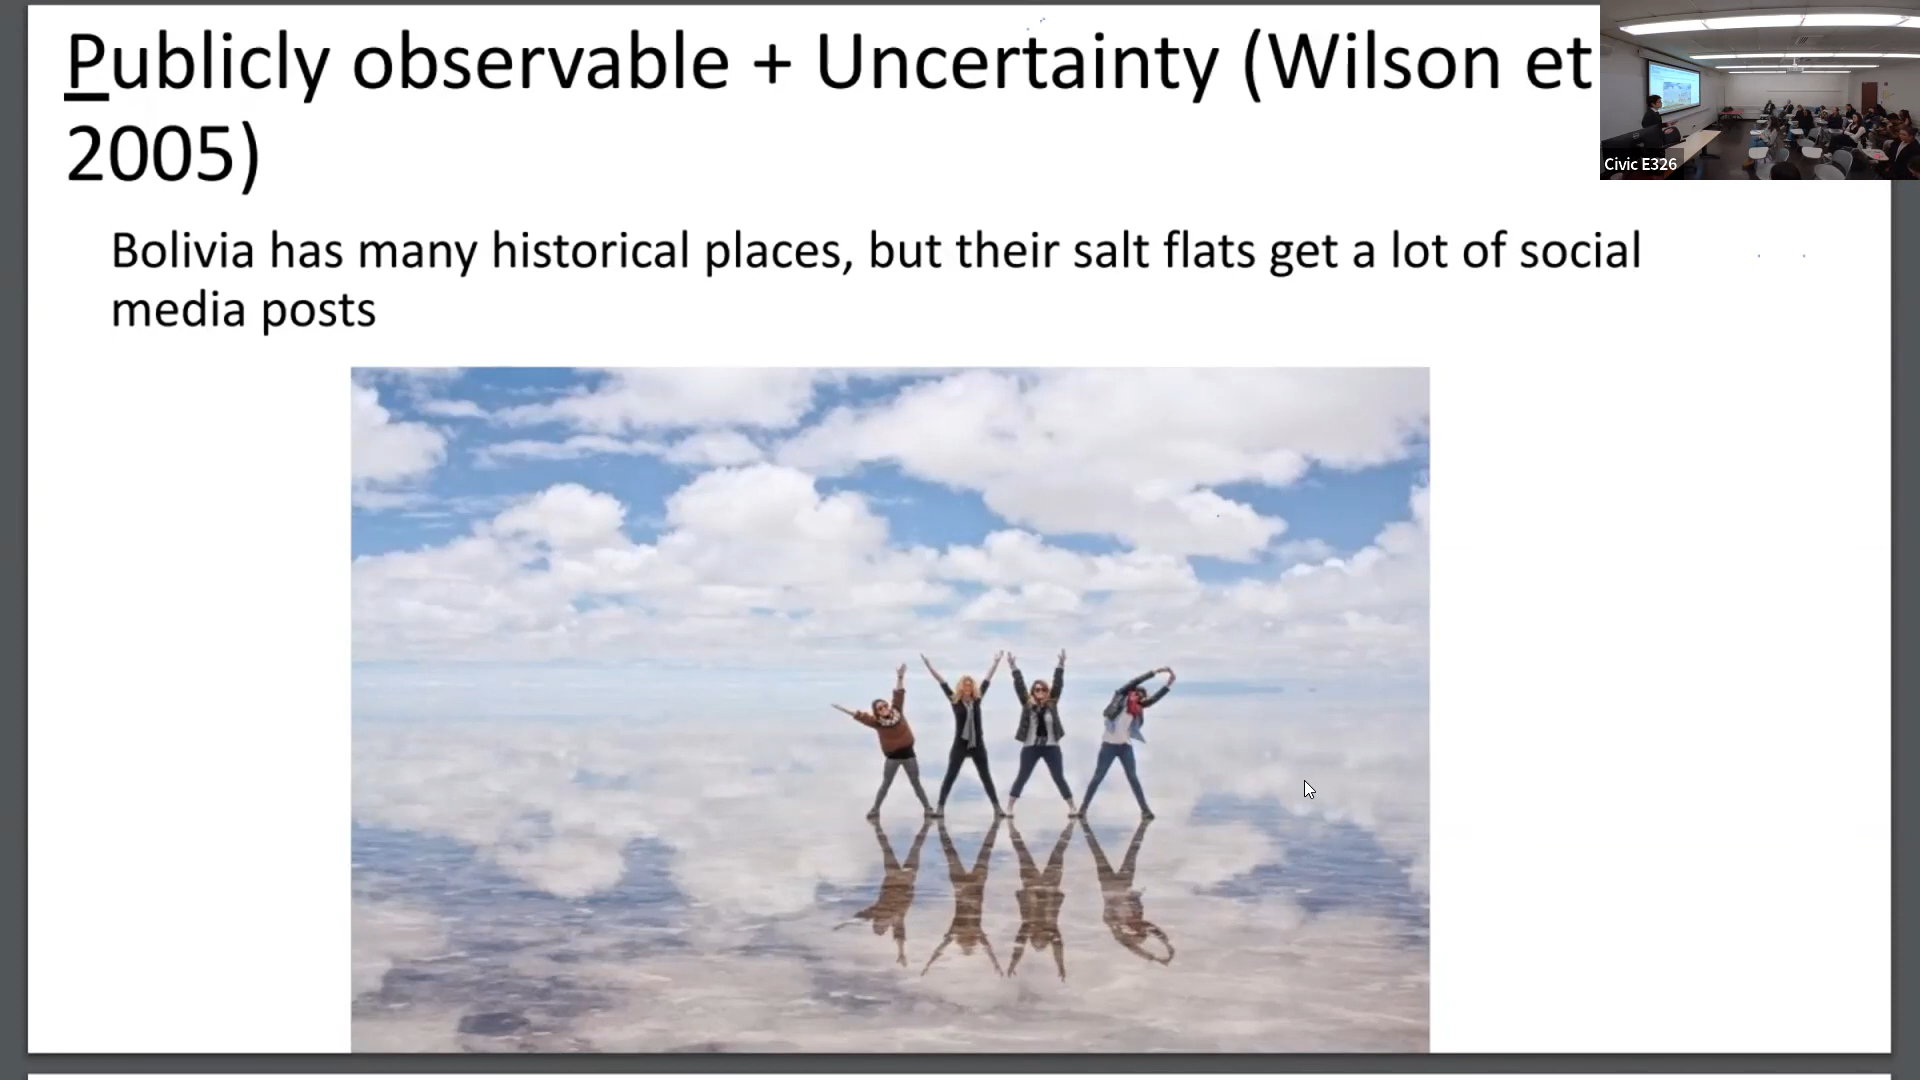 Publicly observable + Uncertainty (Wilson et
2005)
Civic E326
Bolivia has many historical places, but their salt flats get a lot of social
media posts